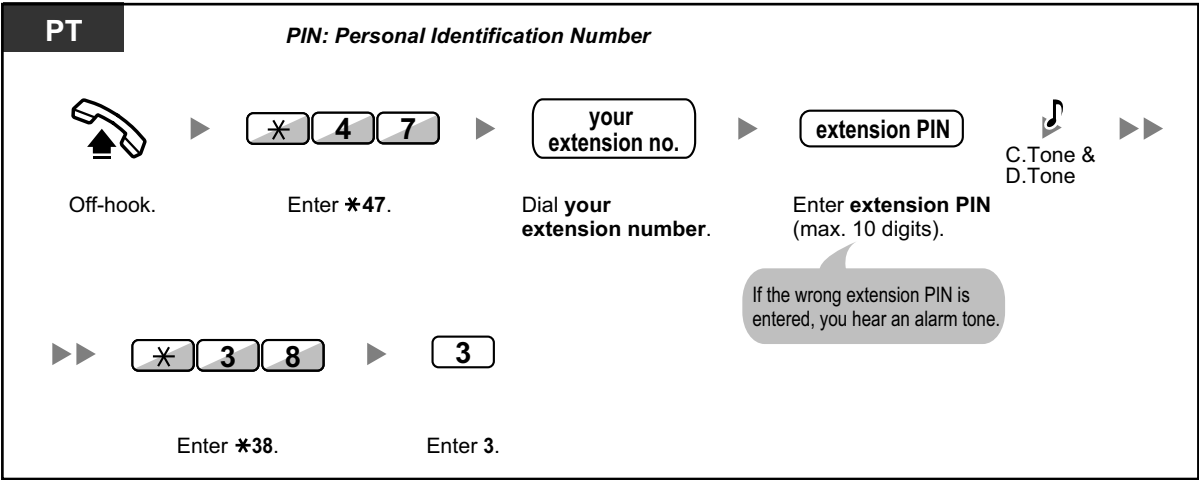 PT
PIN: Personal Identification Number
* 4 7
your
extension no.
extension PIN
C.Tone &
D.Tone
Off-hook.
Enter *47.
Dial your
extension number.
Enter extension PIN
(max. 10 digits).
If the wrong extension PIN is
entered, you hear an alarm tone.
* 3 8
3
Enter *38.
Enter 3.